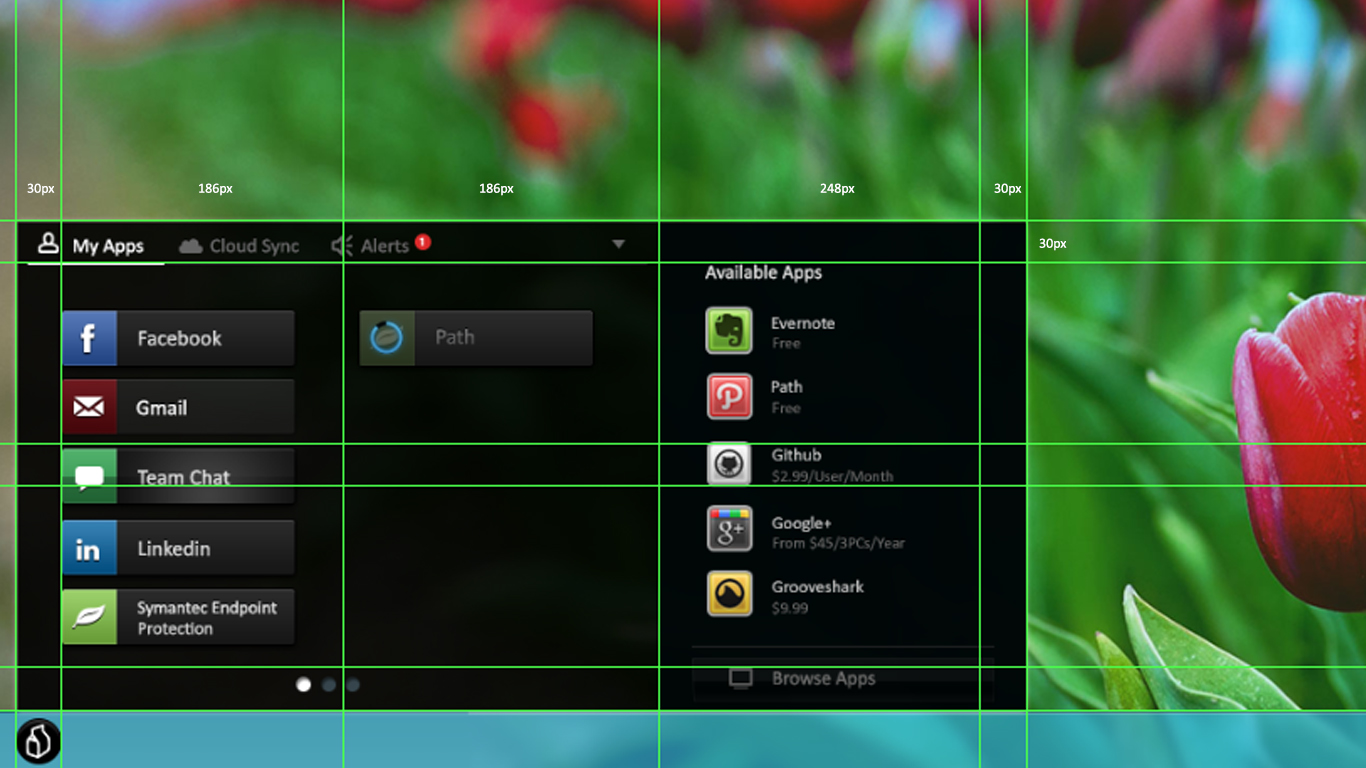 30px
186px
186px
248px
30px
My Apps
Cloud Sync
Alerts
1
30px
Available Apps
Facebook
Path
Evernote
Free
Gmail
Path
Free
Team Chat
Github
$2.99/User/Month
Linkedin
Google+
From $45/3PCs/Year
Symantec Endpoint
Protection
Grooveshark
$9.99
Browse Apps